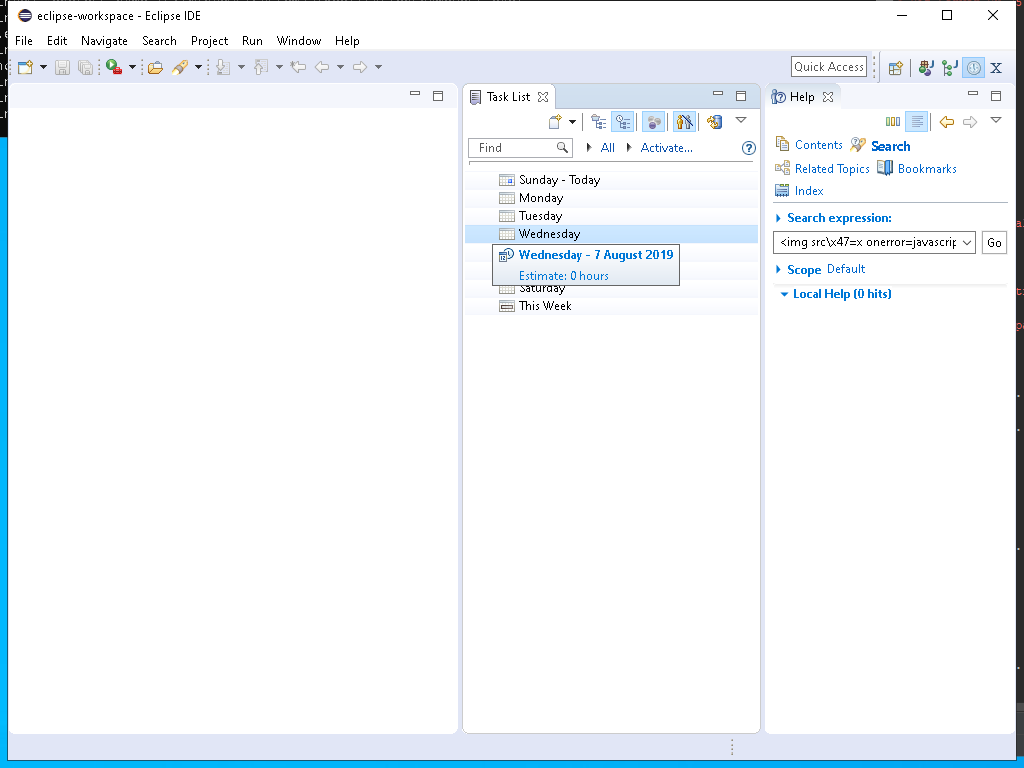 eclipse-workspace - Eclipse IDE
File Edit Navigate Search Project Run Window Help
Quick Access
Task List
Find
All
Activate...
Sunday - Today
Monday
Tuesday
Wednesday
Wednesday - 7 August 2019
Estimate: 0 hours
Saturday
This Week
Help
Contents Search
Related Topics Bookmarks
Index
Search expression:
<img src\x47=x onerror=javascrip Go
Scope Default
Local Help (0 hits)